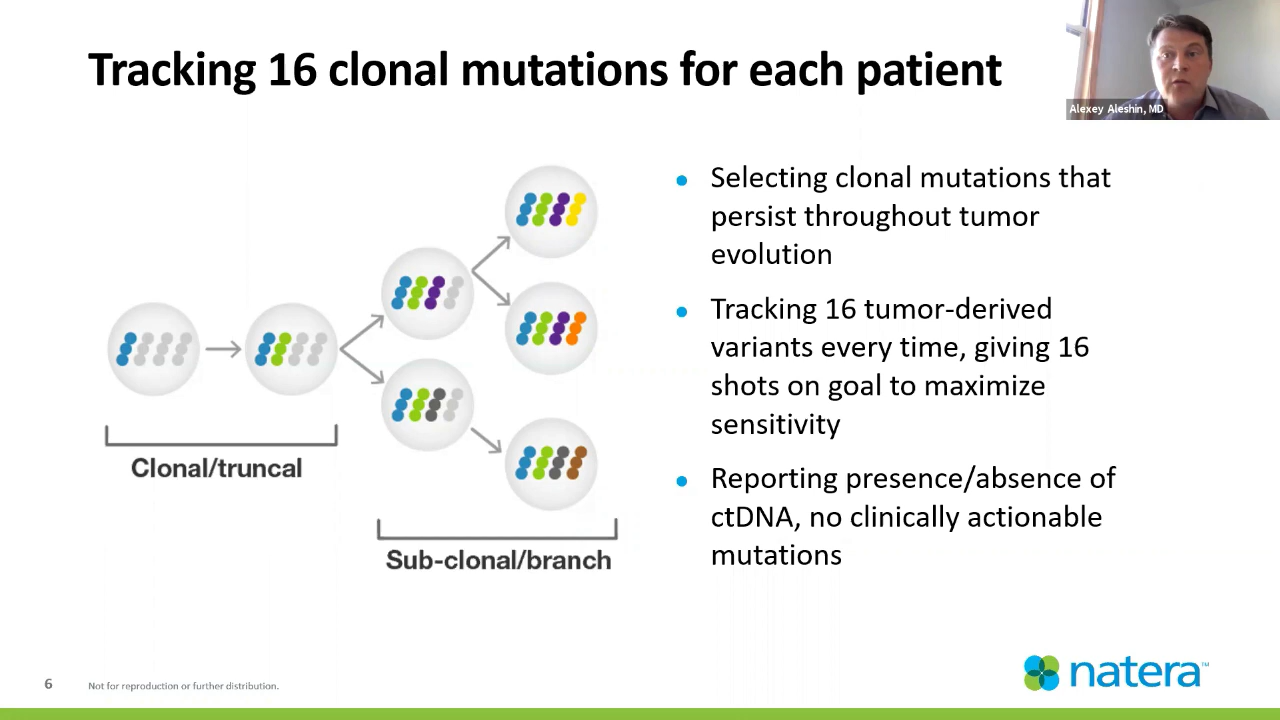 Tracking 16 clonal mutations for each patient
Alexey Aleshin, MD
Clonal/truncal
Sub-clonal/branch
• Selecting clonal mutations that
persist throughout tumor
evolution
• Tracking 16 tumor-derived
variants every time, giving 16
shots on goal to maximize
sensitivity
• Reporting presence/absence of
ctDNA, no clinically actionable
mutations
6
Not for reproduction or further distribution.
natera™